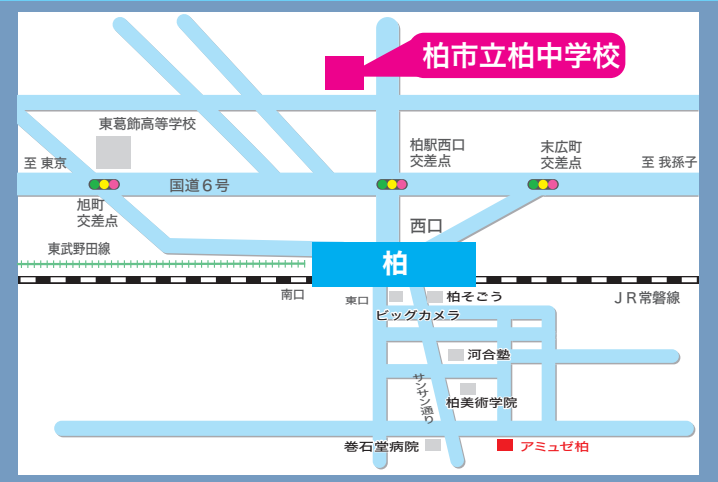 柏市立柏中学校
東葛飾高等学校
至 東京
柏駅西口
交差点
末広町
交差点
至 我孫子
国道6号
旭町
交差点
西口
東武野田線
柏
南口
東口
柏そごう
JR常磐線
ビッグカメラ
河合塾
サンサン通り
柏美術学院
巻石堂病院
アミュゼ柏